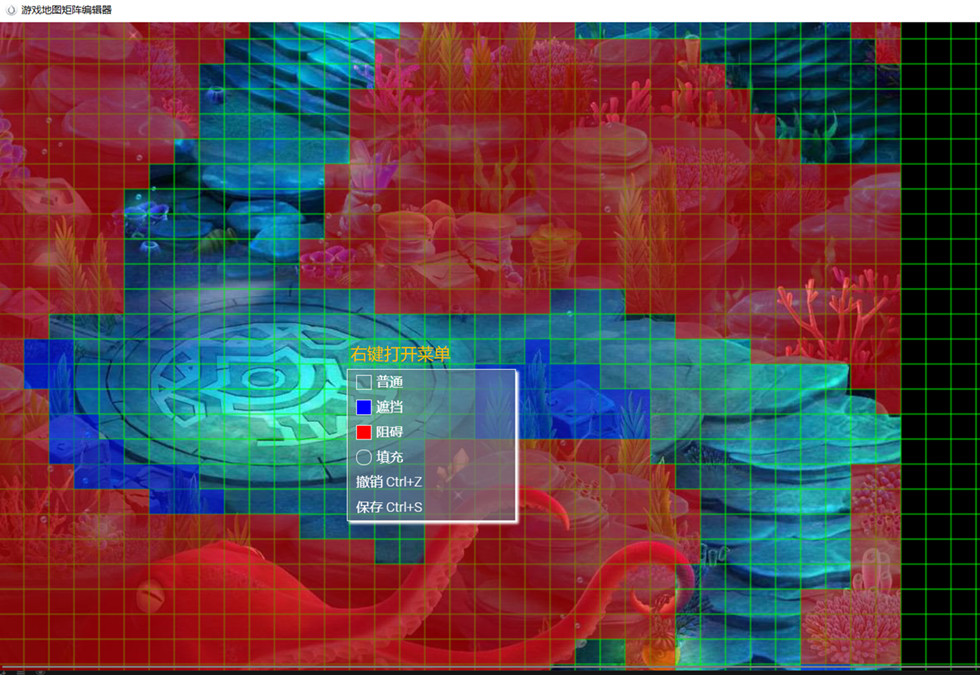 游戏地图矩阵编辑器
右键打开菜单
普通
遮挡
阻碍
填充
撤销 Ctrl+Z
保存 Ctrl+S